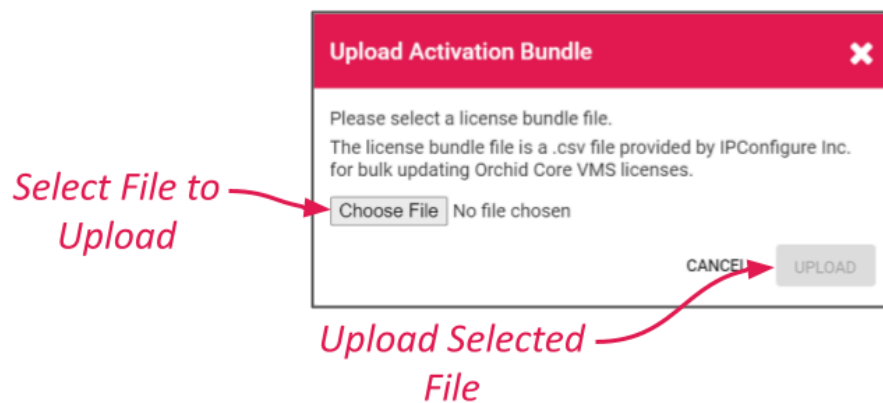 Upload Activation Bundle
Please select a license bundle file.
The license bundle file is a .csv file provided by IPConfigure Inc.
for bulk updating Orchid Core VMS licenses.
Select File to
Upload
Choose File No file chosen
CANCEL UPLOAD
Upload Selected
File